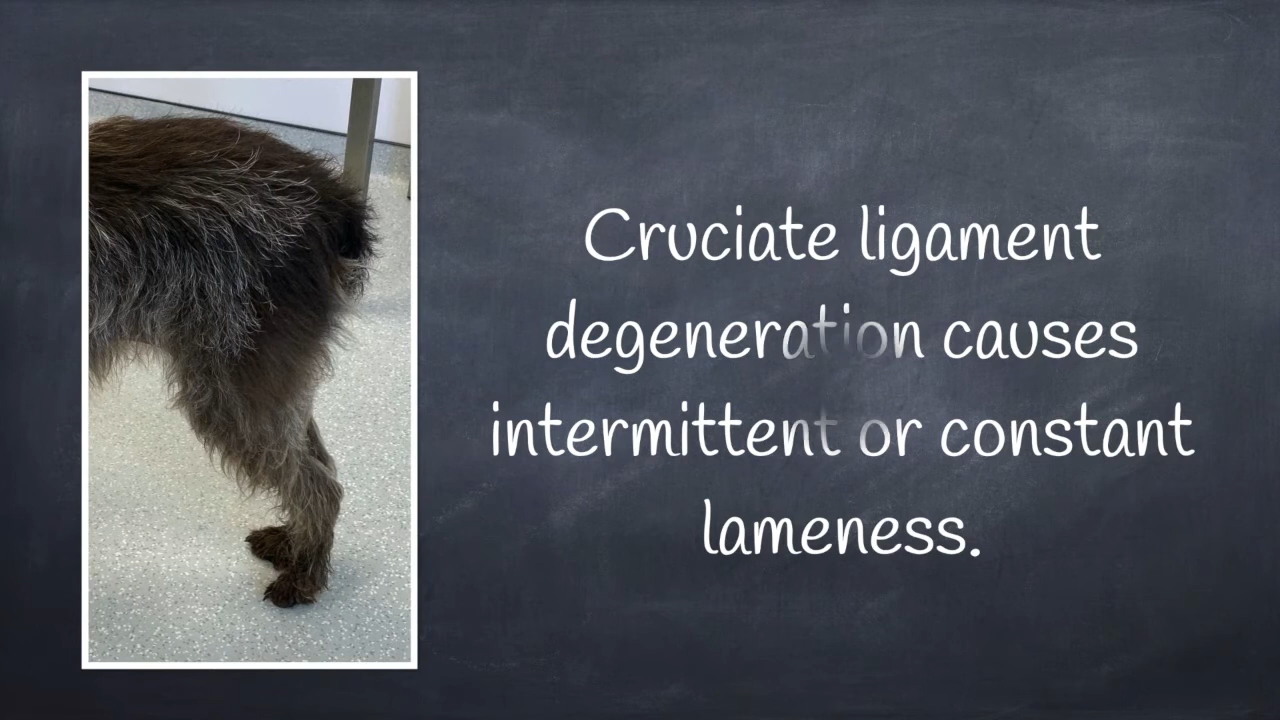 Cruciate ligament
degeneration causes
intermittent or constant
lameness.